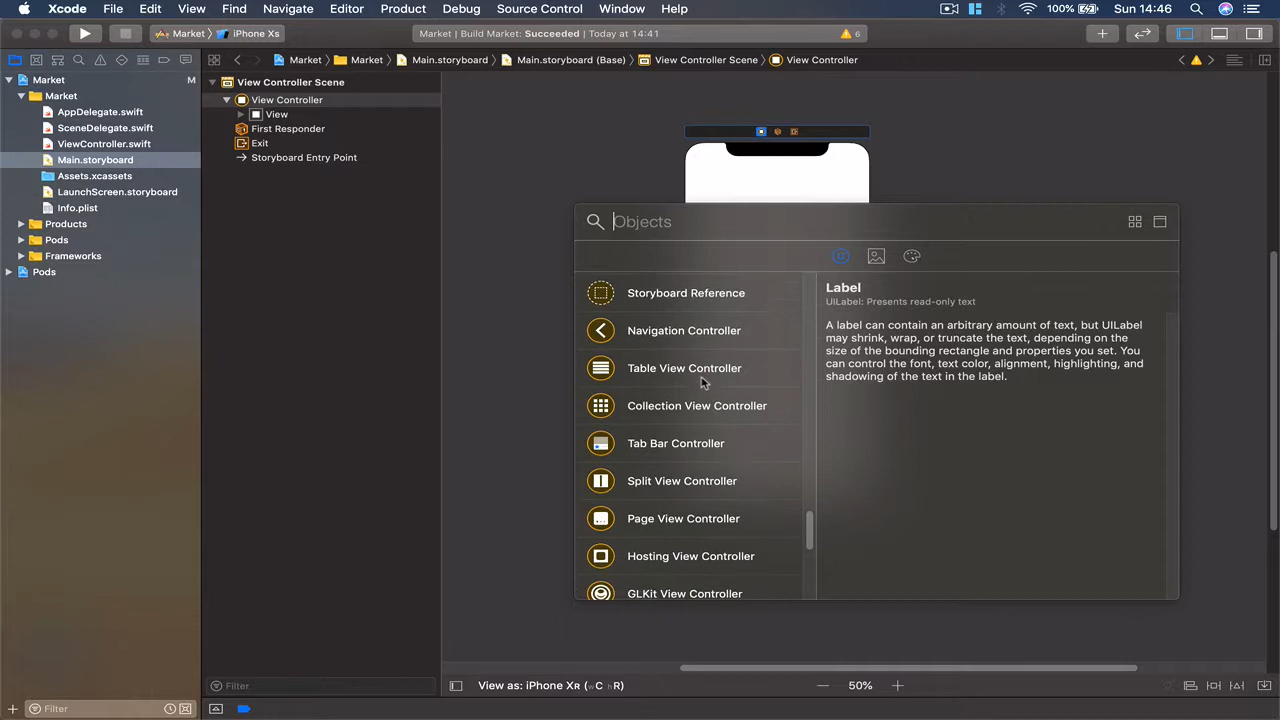 Xcode File Edit View Find Navigate Editor Product Debug Source Control Window Help 100% Sun 14:46
Market iPhone Xs Market | Build Market: Succeeded | Today at 14:41 6
Market Market Main.storyboard Main.storyboard (Base) View Controller Scene View Controller
Market M
Market
AppDelegate.swift
SceneDelegate.swift
ViewController.swift
Main.storyboard
Assets.xcassets
LaunchScreen.storyboard
Info.plist
Products
Pods
Frameworks
Pods
View Controller Scene
View Controller
View
First Responder
Exit
Storyboard Entry Point
Objects
Storyboard Reference
Navigation Controller
Table View Controller
Collection View Controller
Tab Bar Controller
Split View Controller
Page View Controller
Hosting View Controller
GLKit View Controller
Label
UILabel: Presents read-only text
A label can contain an arbitrary amount of text, but UILabel
may shrink, wrap, or truncate the text, depending on the
size of the bounding rectangle and properties you set. You
can control the font, text color, alignment, highlighting, and
shadowing of the text in the label.
Filter
View as: iPhone XR (wC hR)
50%
Filter